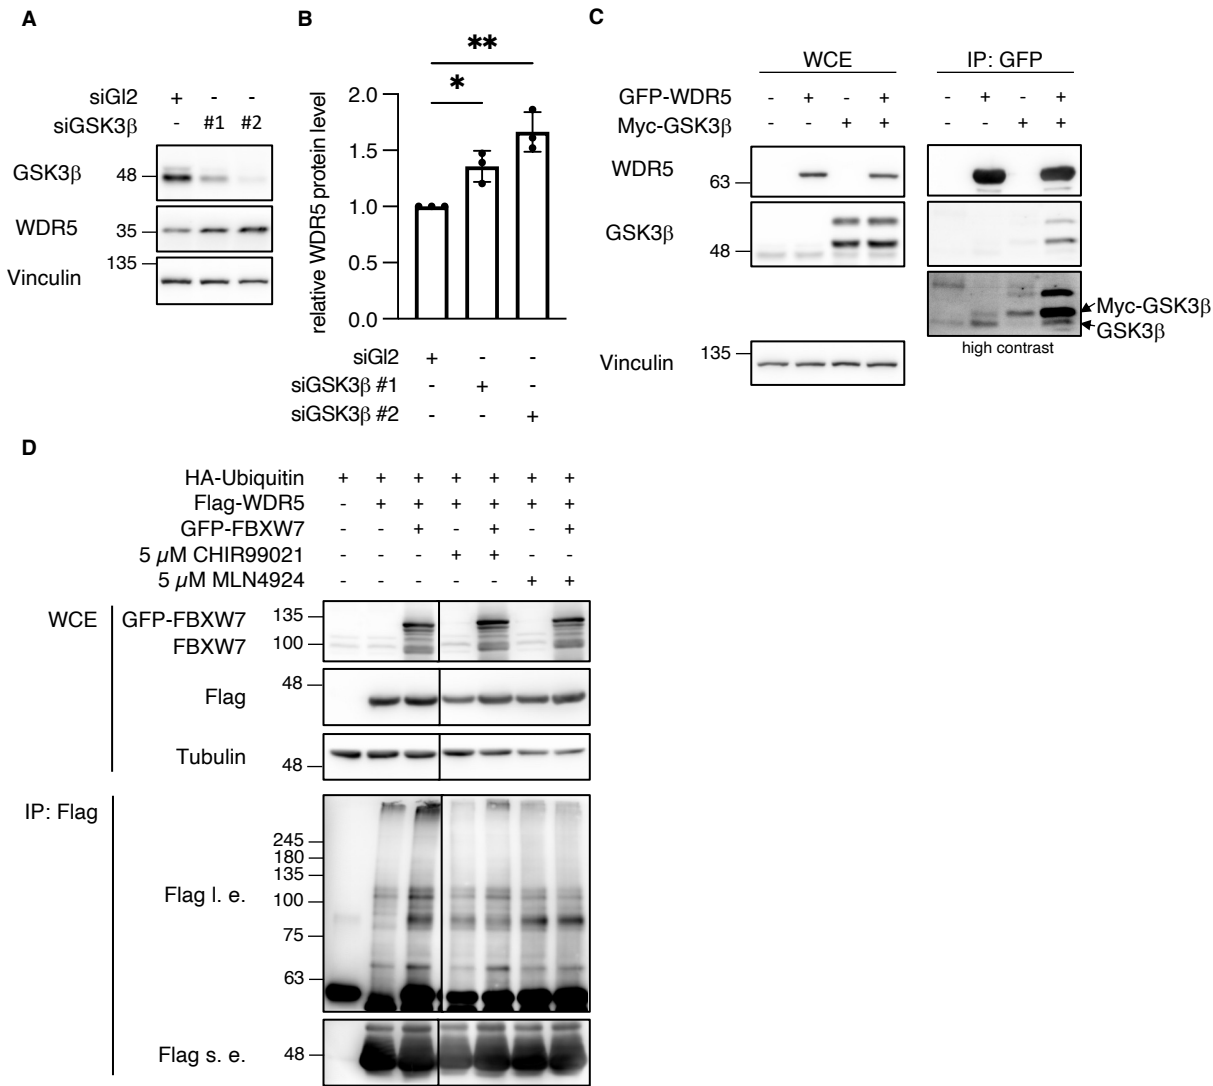 A
siGl2 + - -
siGSK3β - #1 #2
GSK3β 48
WDR5 35
135
Vinculin
B
** 
*
relative WDR5 protein level
2.0
1.5
1.0
0.5
0.0
siGl2 + - -
siGSK3β #1 - + -
siGSK3β #2 - - +
C
WCE IP: GFP
GFP-WDR5 - + - + - + - +
Myc-GSK3β - - + + - - + +
WDR5
63
GSK3β
48
Myc-GSK3β
GSK3β
high contrast
135
Vinculin
D
HA-Ubiquitin + + + + + + +
Flag-WDR5 - + + + + + +
GFP-FBXW7 - - + - + - +
5 µM CHIR99021 - - - + + - -
5 µM MLN4924 - - - - - + +
WCE GFP-FBXW7 135
FBXW7 100
48
Flag
Tubulin
48
IP: Flag
245
180
135
Flag l. e. 100
75
63
Flag s. e. 48